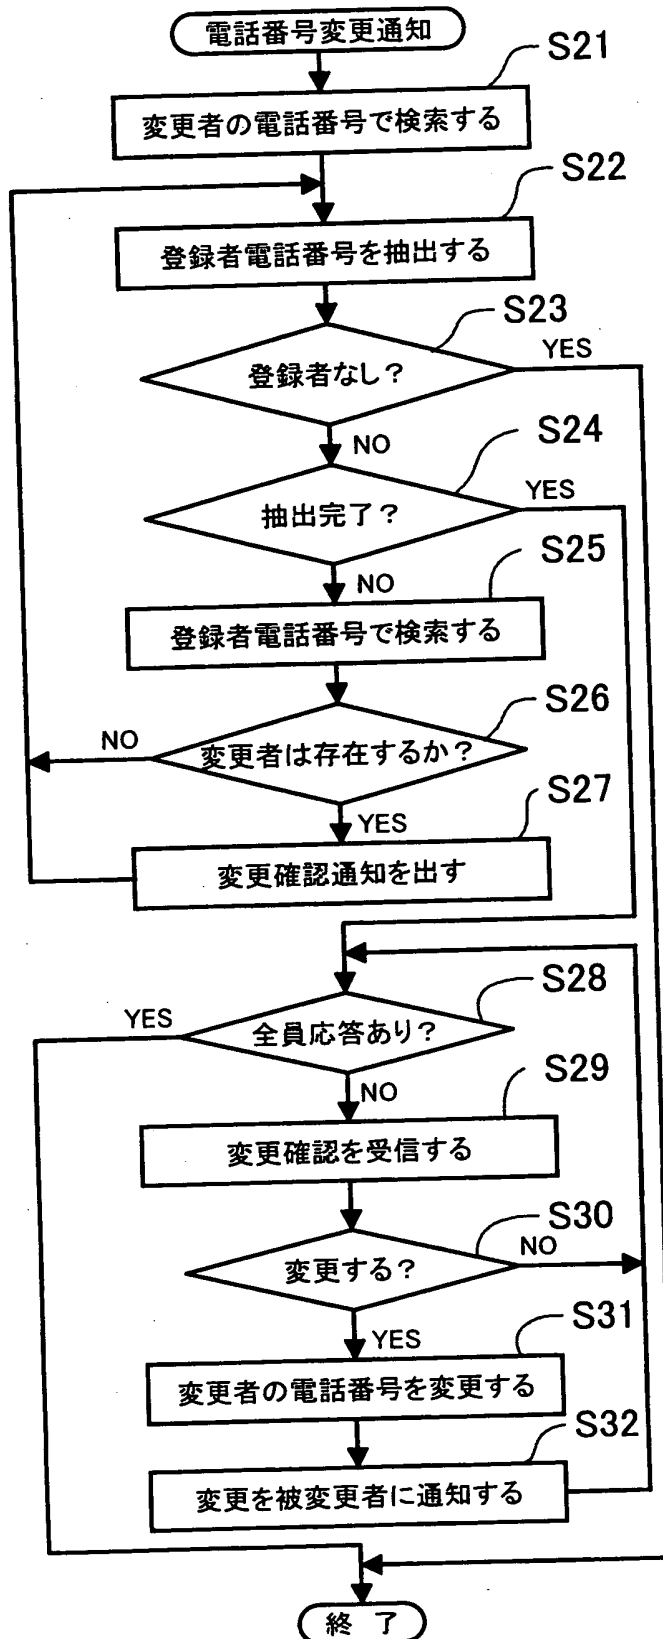 電話番号変更通知
S21
変更者の電話番号で検索する
S22
登録者電話番号を抽出する
S23
YES
登録者なし?
NO
S24
YES
抽出完了?
NO
S25
登録者電話番号で検索する
S26
NO
変更者は存在するか?
S27
YES
変更確認通知を出す
S28
YES
全員応答あり?
NO
S29
変更確認を受信する
S30
NO
変更する?
YES
S31
変更者の電話番号を変更する
S32
変更を被変更者に通知する
終 了